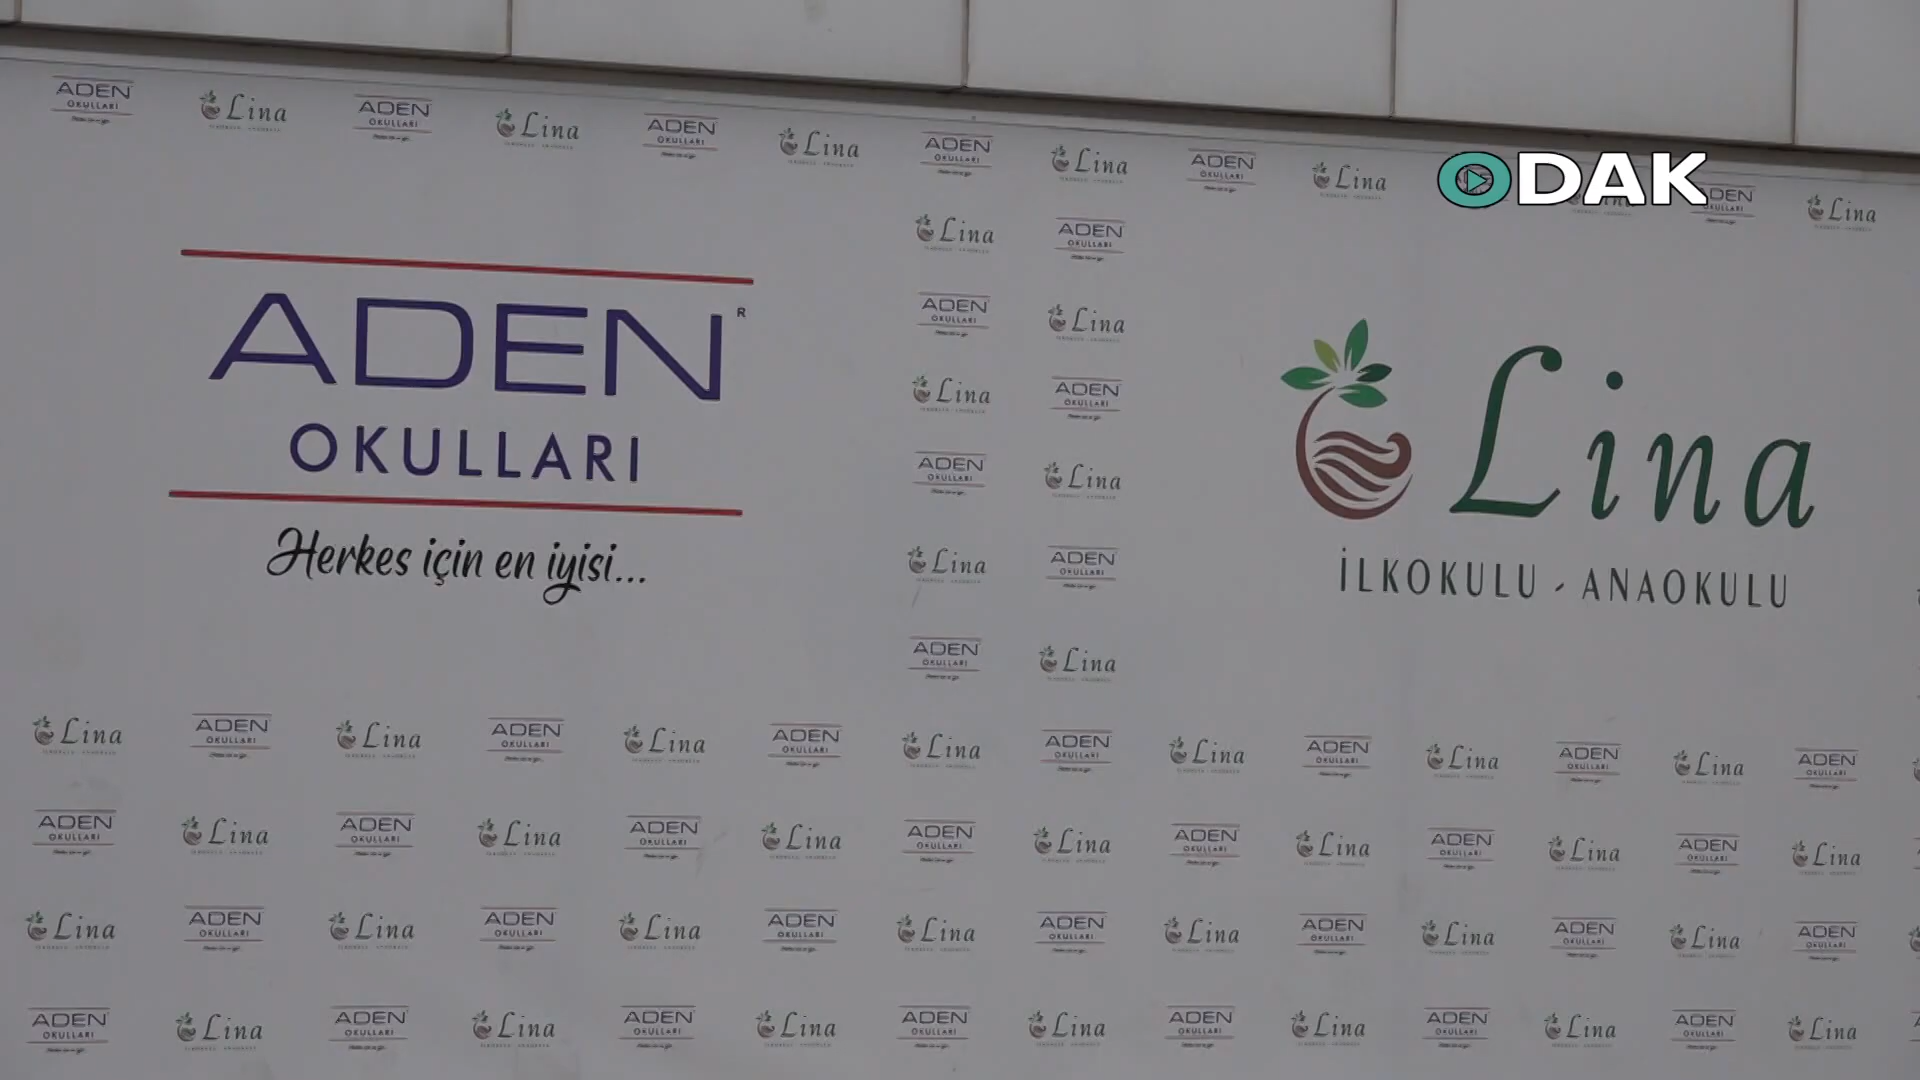 ODAK
ADEN®
OKULLARI
Herkes için en iyisi...
Lina
İLKOKULU - ANAOKULU